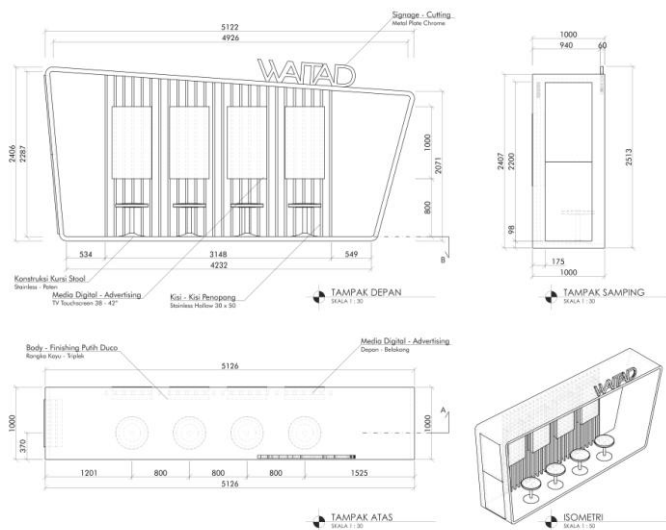 Signage - Cutting
Metal Plate Chrome
5122
4926
WAITAD
2406
2287
1000
800
2071
534
3148
549
4232
B
Konstruksi Kursi Stool
Stainless - Paten
Media Digital - Advertising
TV Touchscreen 38 - 42"
Kisi - Kisi Penopang
Stainless Hollow 30 x 50
TAMPAK DEPAN
SKALA 1 : 30
1000
940
60
2407
2200
98
2513
175
1000
TAMPAK SAMPING
SKALA 1 : 30
Body - Finishing Putih Duco
Rangka Kayu - Triplek
Media Digital - Advertising
Depan - Belakang
5126
1000
370
1000
A
1201
800
800
800
1525
5126
TAMPAK ATAS
SKALA 1 : 30
WAITAD
ISOMETRI
SKALA 1 : 50